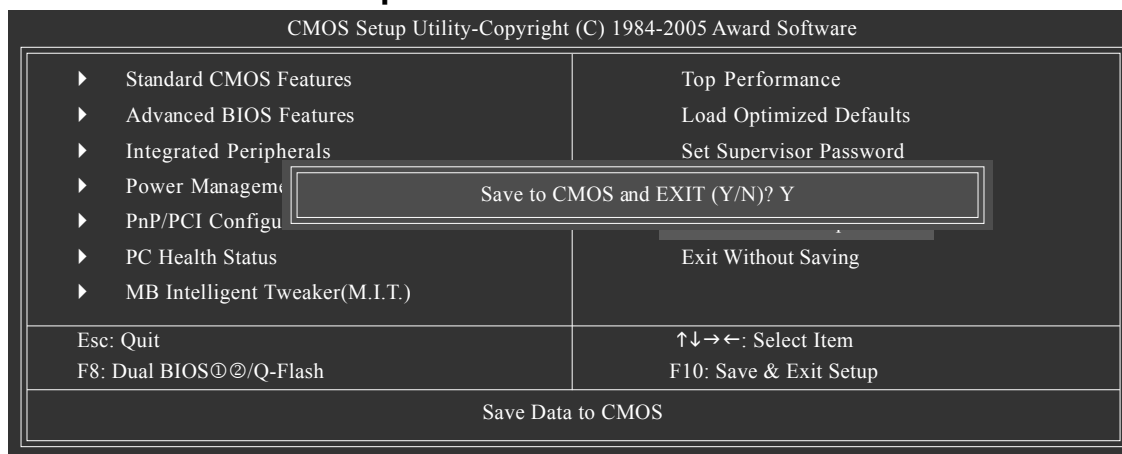 CMOS Setup Utility-Copyright (C) 1984-2005 Award Software
Standard CMOS Features
Advanced BIOS Features
Integrated Peripherals
Power Manageme
PnP/PCI Configu
PC Health Status
MB Intelligent Tweaker(M.I.T.)
Top Performance
Load Optimized Defaults
Set Supervisor Password
Exit Without Saving
Save to CMOS and EXIT (Y/N)? Y
Esc: Quit
↑↓→←: Select Item
F8: Dual BIOS①②/Q-Flash
F10: Save & Exit Setup
Save Data to CMOS